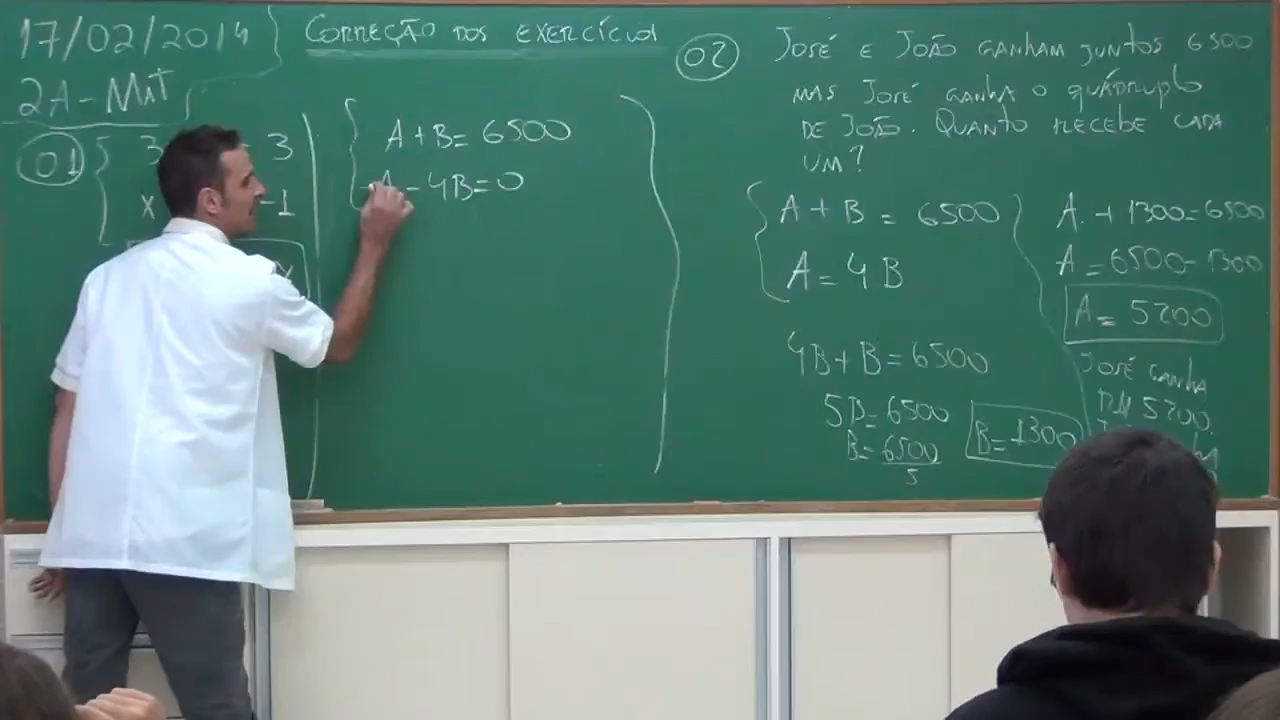 17/02/2014
2A - MAT
CORREÇÃO DOS EXERCÍCIOS
01
3
3
x
-1
A + B = 6500
-A - 4B = 0
02
JOSÉ E JOÃO GANHAM JUNTOS 6500
MAS JOSÉ GANHA O QUÁDRUPLO
DE JOÃO. QUANTO RECEBE CADA
UM?
A + B = 6500
A = 4B
4B + B = 6500
5B = 6500
B = 6500
5
B = 1300
A + 1300 = 6500
A = 6500 - 1300
A = 5200
JOSÉ GANHA
R$ 5200.